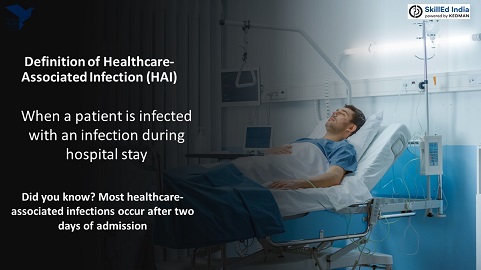 SkillEd India
powered by KEDMAN
Definition of Healthcare-
Associated Infection (HAI)
When a patient is infected
with an infection during
hospital stay
Did you know? Most healthcare-
associated infections occur after two
days of admission